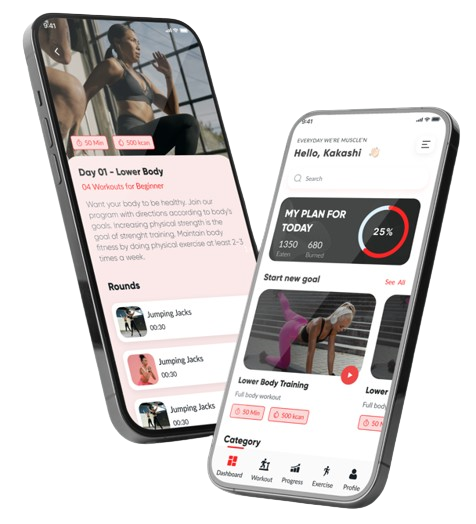 9:41
50 Min
500 kcan
Day 01 - Lower Body
04 Workouts for Beginner
Want your body to be healthy. Join our
program with directions according to body's
goals. Increasing physical strength is the
goal of strenght training. Maintain body
fitness by doing physical exercise at least 2-3
times a week.
Rounds
Jumping Jacks
00:30
Jumping Jacks
00:30
Jumping Jacks
00:30
9:41
EVERYDAY WE'RE MUSCLE'N
Hello, Kakashi
Search
MY PLAN FOR
TODAY
1350
Eaten
680
Burned
25%
Start new goal
See All
Lower Body Training
Full body workout
50 Min
500 kcan
Lower
Full body
50
Category
Dashboard
Workout
Progress
Exercise
Profile